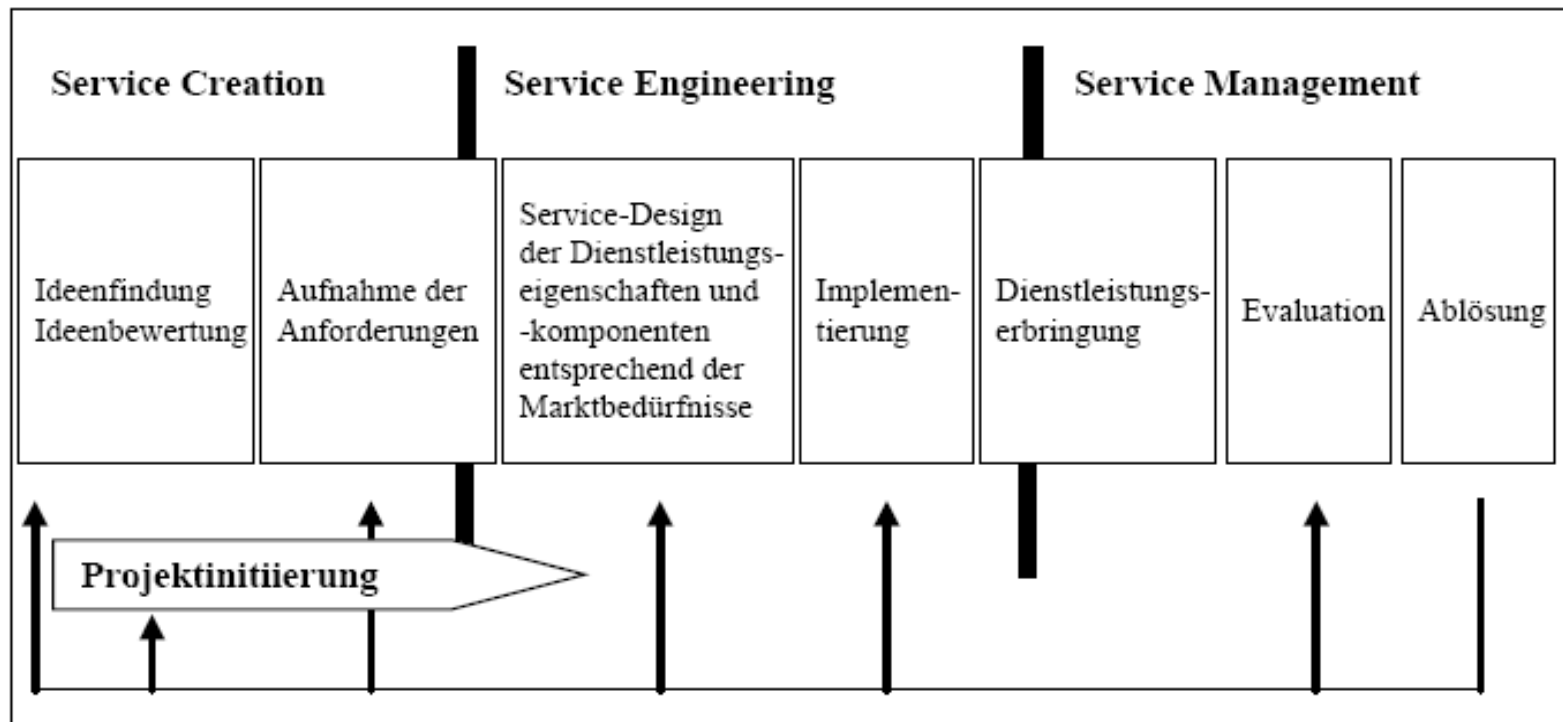 Service Creation
Service Engineering
Service Management
Ideenfindung
Ideenbewertung
Aufnahme der
Anforderungen
Service-Design
der Dienstleistungs-
eigenschaften und
-komponenten
entsprechend der
Marktbedürfnisse
Implemen-
tierung
Dienstleistungs-
erbringung
Evaluation
Ablösung
Projektinitiierung